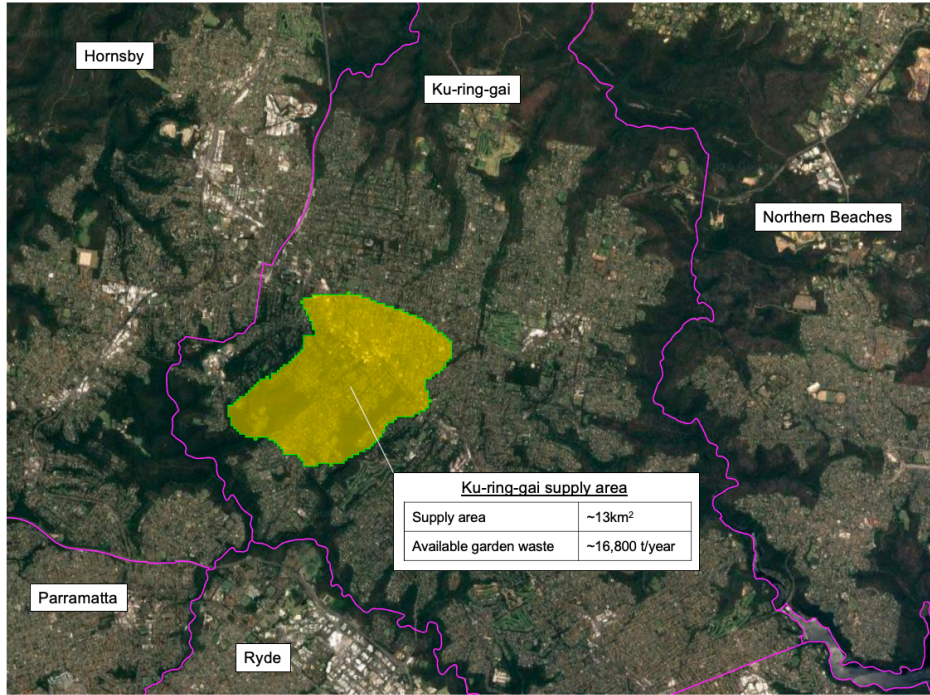 Hornsby
Ku-ring-gai
Northern Beaches
Ku-ring-gai supply area
Supply area ~13km²
Available garden waste ~16,800 t/year
Parramatta
Ryde